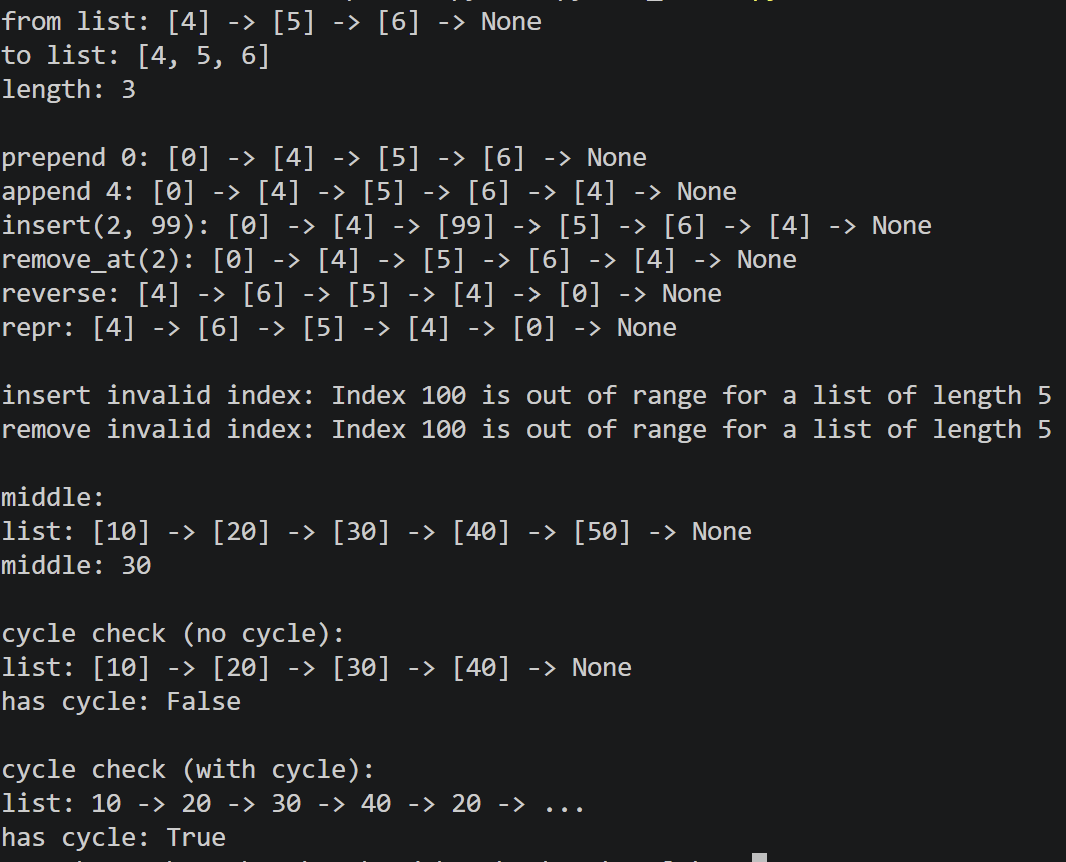 from list: [4] -> [5] -> [6] -> None
to list: [4, 5, 6]
length: 3
prepend 0: [0] -> [4] -> [5] -> [6] -> None
append 4: [0] -> [4] -> [5] -> [6] -> [4] -> None
insert(2, 99): [0] -> [4] -> [99] -> [5] -> [6] -> [4] -> None
remove_at(2): [0] -> [4] -> [5] -> [6] -> [4] -> None
reverse: [4] -> [6] -> [5] -> [4] -> [0] -> None
repr: [4] -> [6] -> [5] -> [4] -> [0] -> None
insert invalid index: Index 100 is out of range for a list of length 5
remove invalid index: Index 100 is out of range for a list of length 5
middle:
list: [10] -> [20] -> [30] -> [40] -> [50] -> None
middle: 30
cycle check (no cycle):
list: [10] -> [20] -> [30] -> [40] -> None
has cycle: False
cycle check (with cycle):
list: 10 -> 20 -> 30 -> 40 -> 20 -> ...
has cycle: True